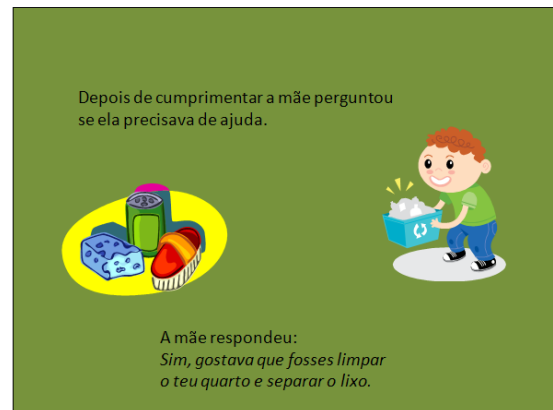 Depois de cumprimentar a mãe perguntou
se ela precisava de ajuda.
A mãe respondeu:
Sim, gostava que fosses limpar
o teu quarto e separar o lixo.